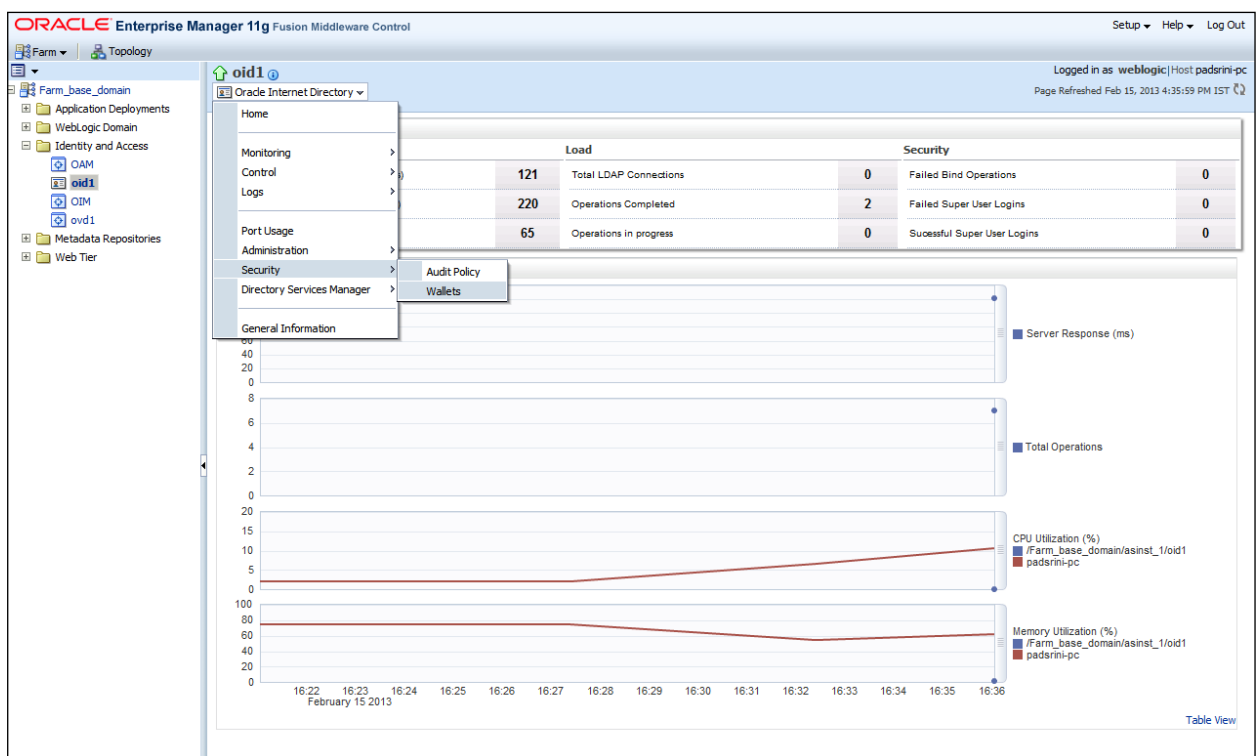 ORACLE Enterprise Manager 11g Fusion Middleware Control
Setup Help Log Out
Farm Topology
oid1
Logged in as weblogic|Host padsrini-pc
Oracle Internet Directory
Page Refreshed Feb 15, 2013 4:35:59 PM IST
Farm_base_domain
Application Deployments
WebLogic Domain
Identity and Access
OAM
oid1
OIM
ovd1
Metadata Repositories
Web Tier
Home
Monitoring
Control
Logs
Port Usage
Administration
Security
Directory Services Manager
General Information
Audit Policy
Wallets
121
220
65
Load
Total LDAP Connections 0
Operations Completed 2
Operations in progress 0
Security
Failed Bind Operations 0
Failed Super User Logins 0
Sucessful Super User Logins 0
60
40
20
0
Server Response (ms)
8
6
4
2
0
Total Operations
20
15
10
5
0
CPU Utilization (%)
/Farm_base_domain/asinst_1/oid1
padsrini-pc
100
80
60
40
20
0
Memory Utilization (%)
/Farm_base_domain/asinst_1/oid1
padsrini-pc
16:22 16:23 16:24 16:25 16:26 16:27 16:28 16:29 16:30 16:31 16:32 16:33 16:34 16:35 16:36
February 15 2013
Table View